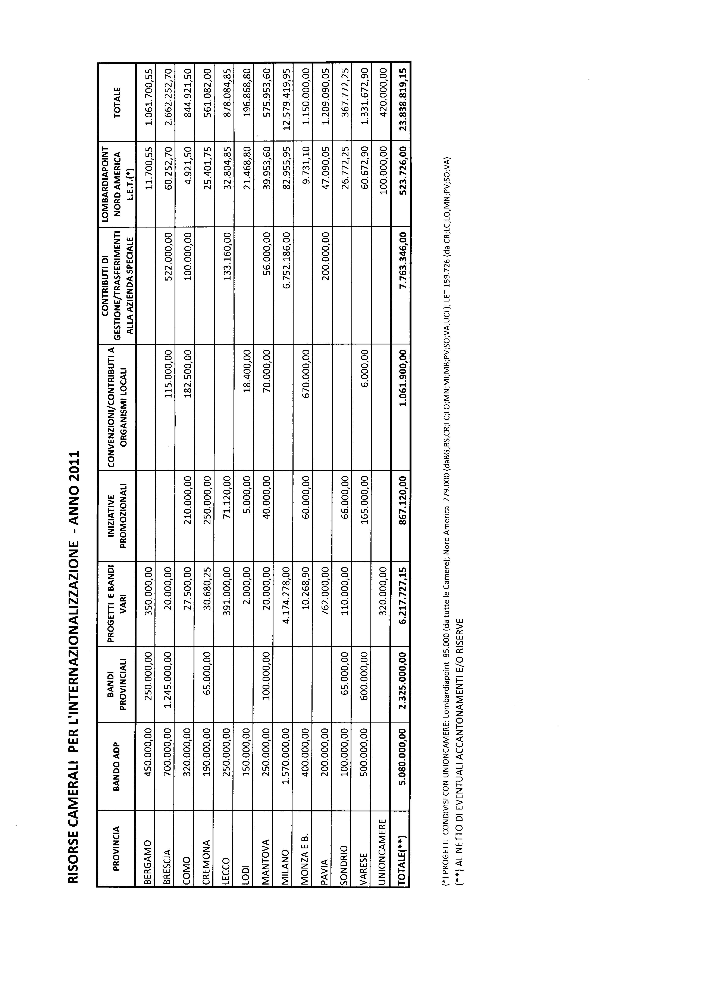 RISORSE CAMERALI PER L'INTERNAZIONALIZZAZIONE - ANNO 2011
PROVINCIA BANDO ADP BANDI PROVINCIALI PROGETTI E BANDI VARI INIZIATIVE PROMOZIONALI CONVENZIONI/CONTRIBUTI A ORGANISMI LOCALI CONTRIBUTI DI GESTIONE/TRASFERIMENTI ALLA AZIENDA SPECIALE LOMBARDIAPOINT NORD AMERICA L.E.T.(*) TOTALE
BERGAMO 450.000,00 250.000,00 350.000,00 11.700,55 1.061.700,55
BRESCIA 700.000,00 1.245.000,00 20.000,00 115.000,00 522.000,00 60.252,70 2.662.252,70
COMO 320.000,00 27.500,00 210.000,00 182.500,00 100.000,00 4.921,50 844.921,50
CREMONA 190.000,00 65.000,00 30.680,25 250.000,00 25.401,75 561.082,00
LECCO 250.000,00 391.000,00 71.120,00 133.160,00 32.804,85 878.084,85
LODI 150.000,00 2.000,00 5.000,00 18.400,00 21.468,80 196.868,80
MANTOVA 250.000,00 100.000,00 20.000,00 40.000,00 70.000,00 56.000,00 39.953,60 575.953,60
MILANO 1.570.000,00 4.174.278,00 6.752.186,00 82.955,95 12.579.419,95
MONZA E B. 400.000,00 10.268,90 60.000,00 670.000,00 9.731,10 1.150.000,00
PAVIA 200.000,00 762.000,00 200.000,00 47.090,05 1.209.090,05
SONDRIO 100.000,00 65.000,00 110.000,00 66.000,00 26.772,25 367.772,25
VARESE 500.000,00 600.000,00 165.000,00 6.000,00 60.672,90 1.331.672,90
UNIONCAMERE 320.000,00 100.000,00 420.000,00
TOTALE(**) 5.080.000,00 2.325.000,00 6.217.727,15 867.120,00 1.061.900,00 7.763.346,00 523.726,00 23.838.819,15
(*) PROGETTI CONDIVISI CON UNIONCAMERE: Lombardiapoint 85.000 (da tutte le Camere); Nord America 279.000 (daBG;BS;CR;LC;LO;MN;MI;MB;PV;SO;VA;UCL); LET 159.726 (da CR;LC;LO;MN;PV;SO;VA)
(**) AL NETTO DI EVENTUALI ACCANTONAMENTI E/O RISERVE